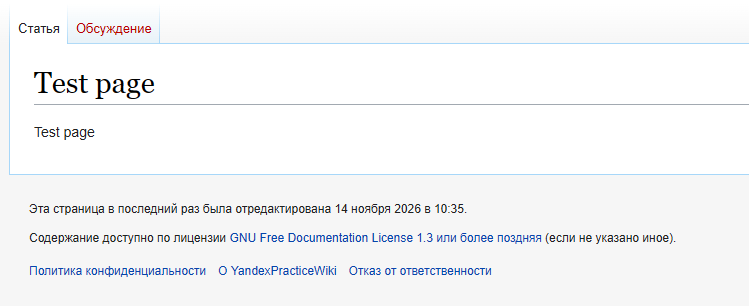 Статья Обсуждение
Test page
Test page
Эта страница в последний раз была отредактирована 14 ноября 2026 в 10:35.
Содержание доступно по лицензии GNU Free Documentation License 1.3 или более поздняя (если не указано иное).
Политика конфиденциальности О YandexPracticeWiki Отказ от ответственности